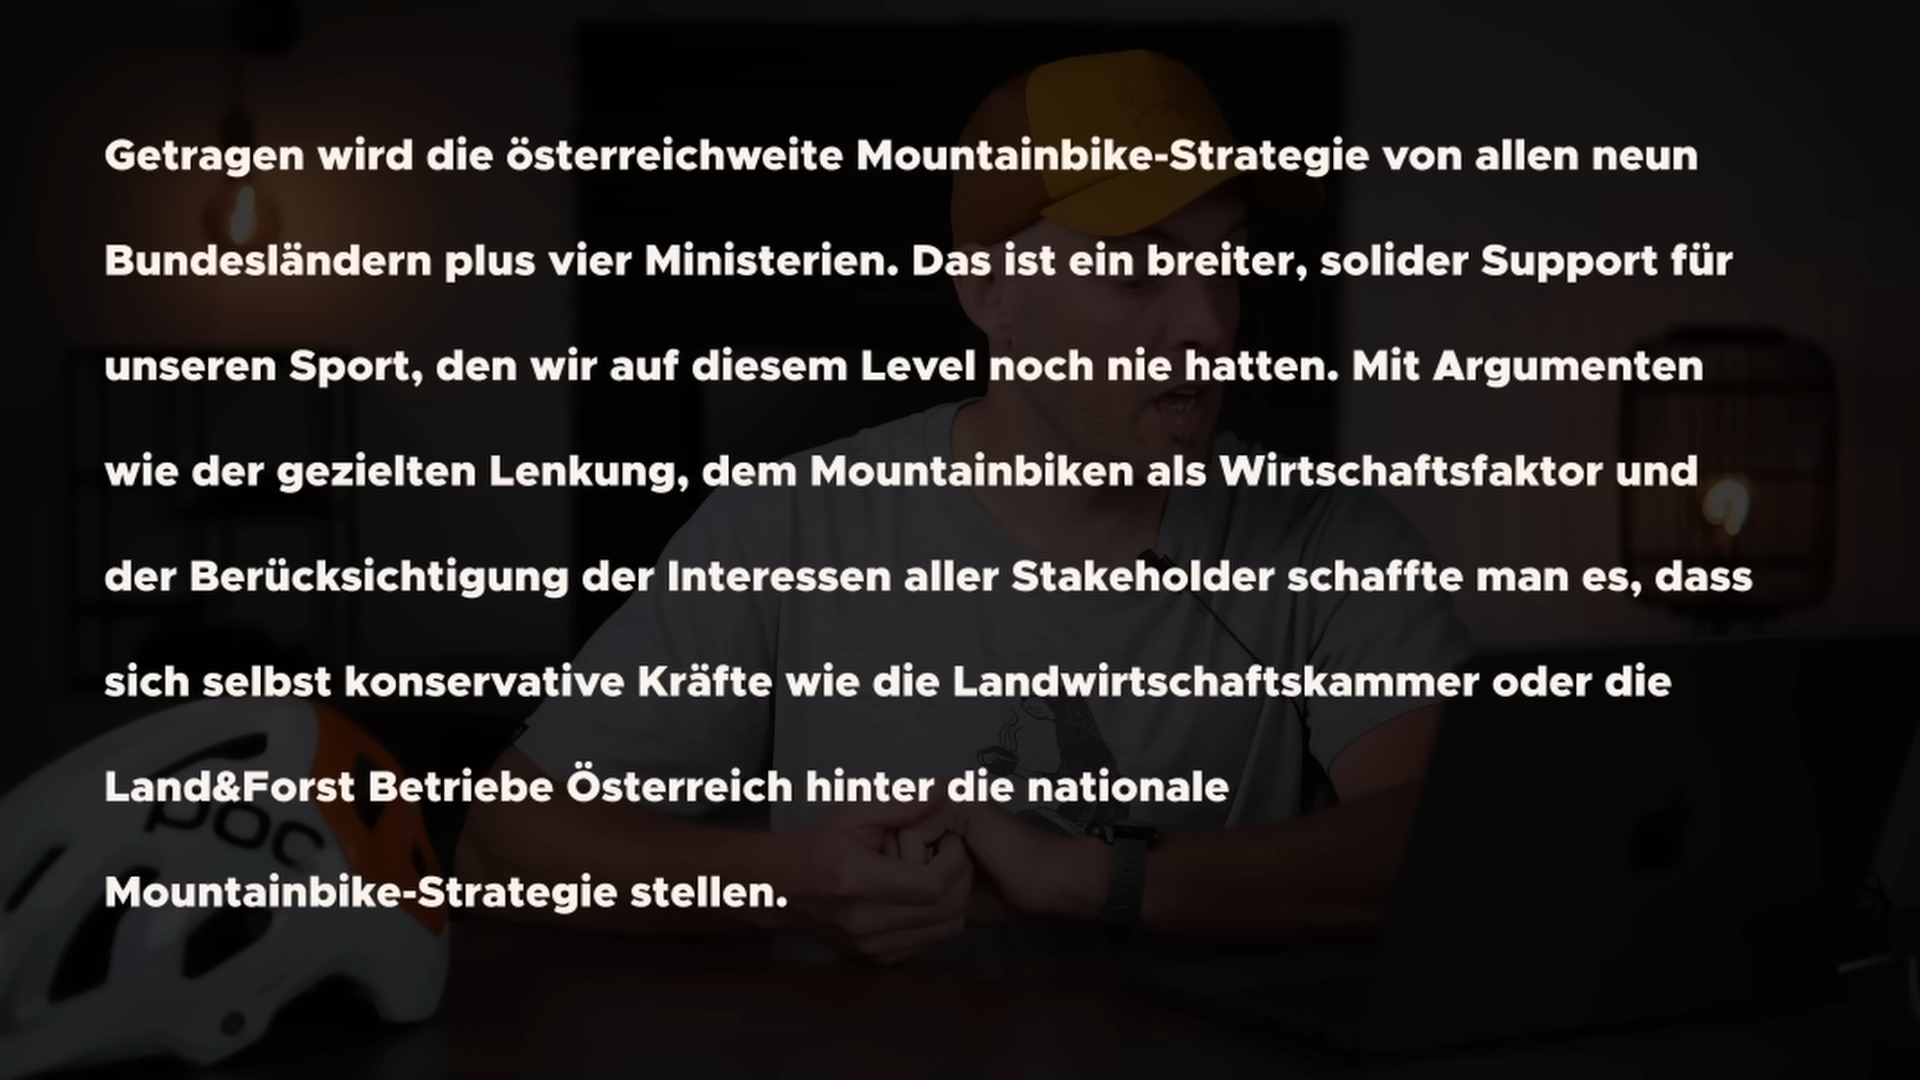 Getragen wird die österreichweite Mountainbike-Strategie von allen neun
Bundesländern plus vier Ministerien. Das ist ein breiter, solider Support für
unseren Sport, den wir auf diesem Level noch nie hatten. Mit Argumenten
wie der gezielten Lenkung, dem Mountainbiken als Wirtschaftsfaktor und
der Berücksichtigung der Interessen aller Stakeholder schaffte man es, dass
sich selbst konservative Kräfte wie die Landwirtschaftskammer oder die
Land&Forst Betriebe Österreich hinter die nationale
Mountainbike-Strategie stellen.
poc